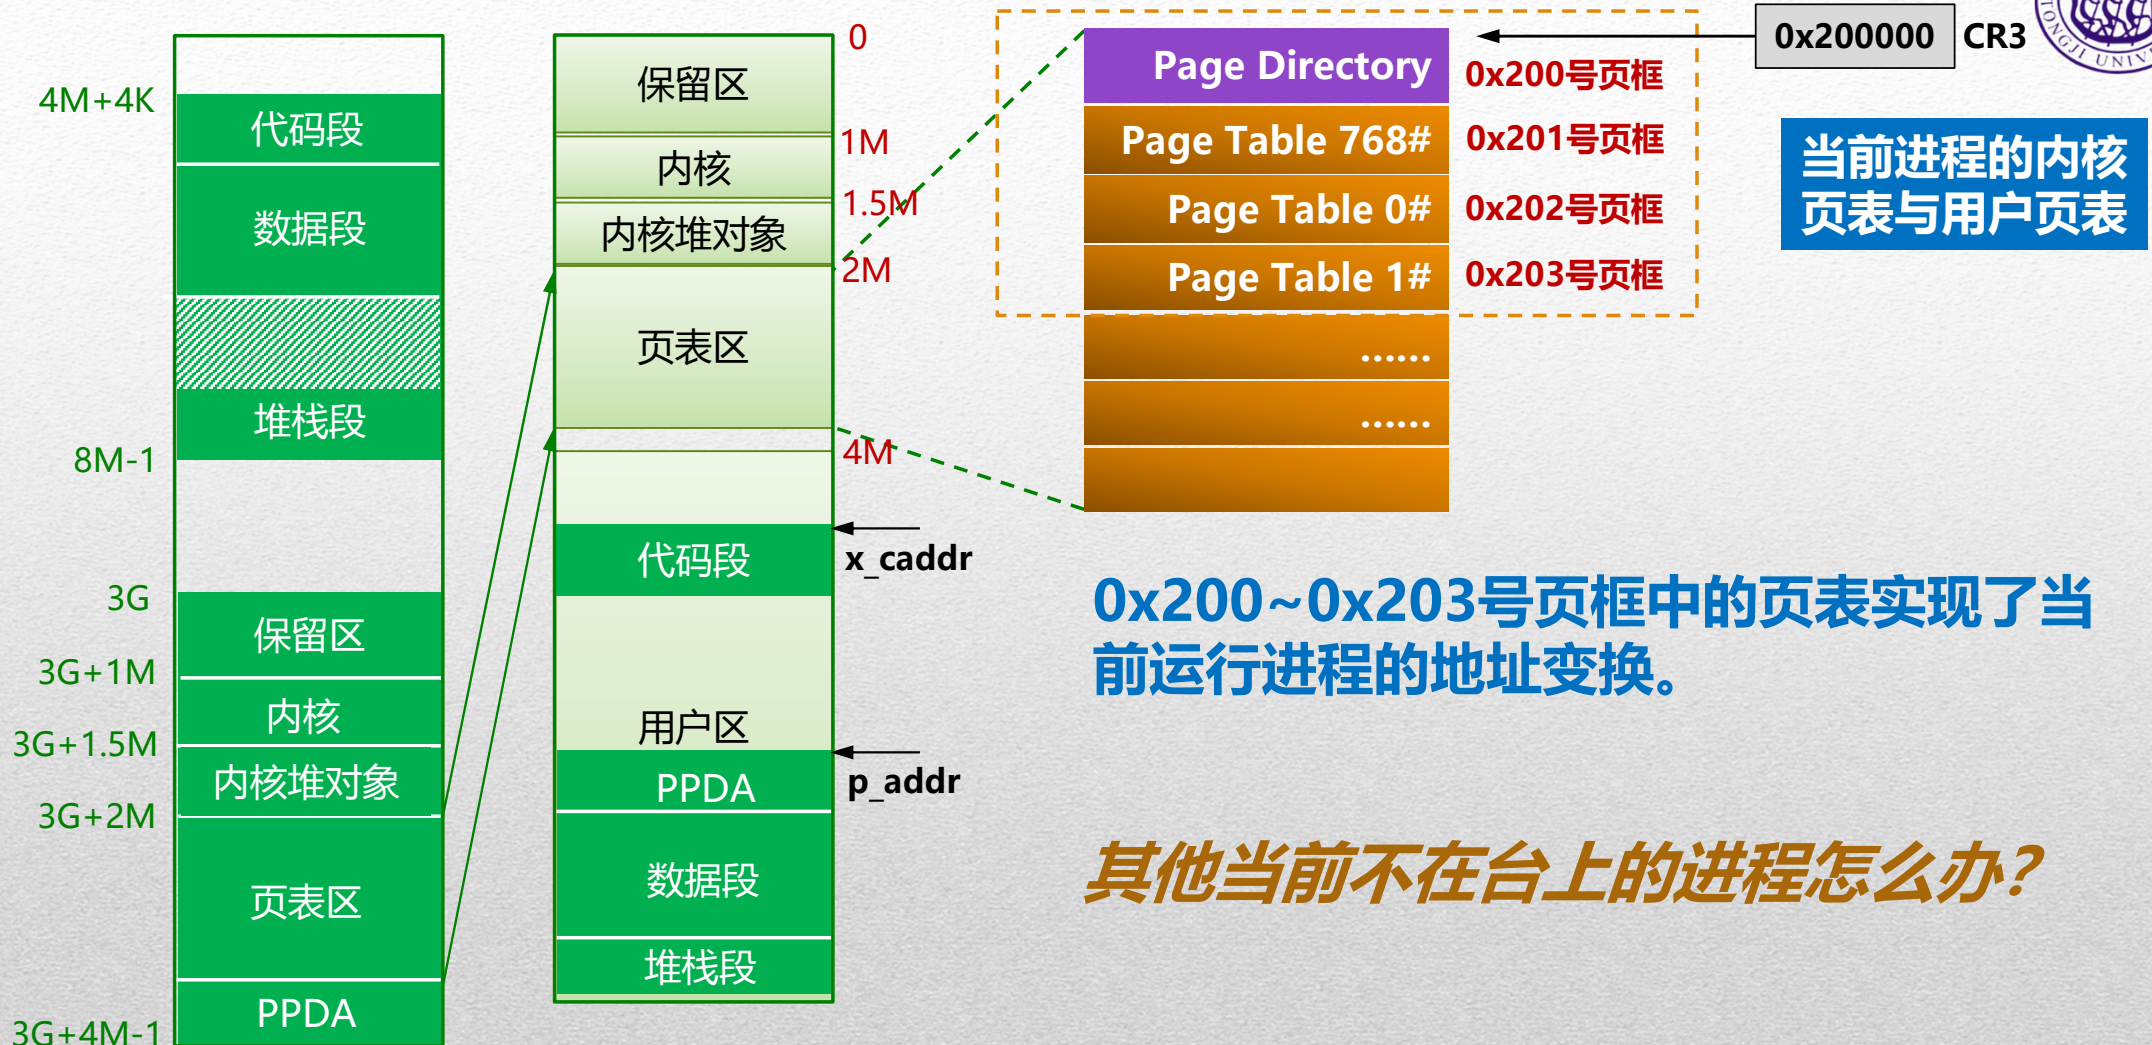 4M+4K
代码段
数据段
堆栈段
8M-1
3G
保留区
3G+1M
内核
3G+1.5M
内核堆对象
3G+2M
页表区
PPDA
3G+4M-1
0
保留区
1M
内核
1.5M
内核堆对象
2M
页表区
4M
代码段
x_caddr
用户区
PPDA
p_addr
数据段
堆栈段
Page Directory
0x200号页框
Page Table 768#
0x201号页框
Page Table 0#
0x202号页框
Page Table 1#
0x203号页框
......
......
0x200000
CR3
当前进程的内核
页表与用户页表
0x200~0x203号页框中的页表实现了当
前运行进程的地址变换。
其他当前不在台上的进程怎么办?